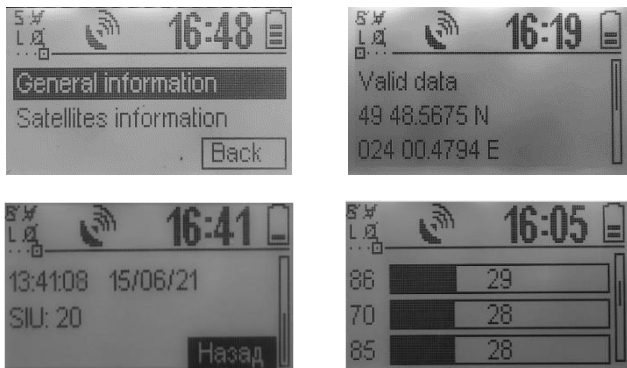 16:48
General information
Satellites information
Back
16:19
Valid data
49 48.5675 N
024 00.4794 E
16:41
13:41:08 15/06/21
SIU: 20
Назад
16:05
86 29
70 28
85 28